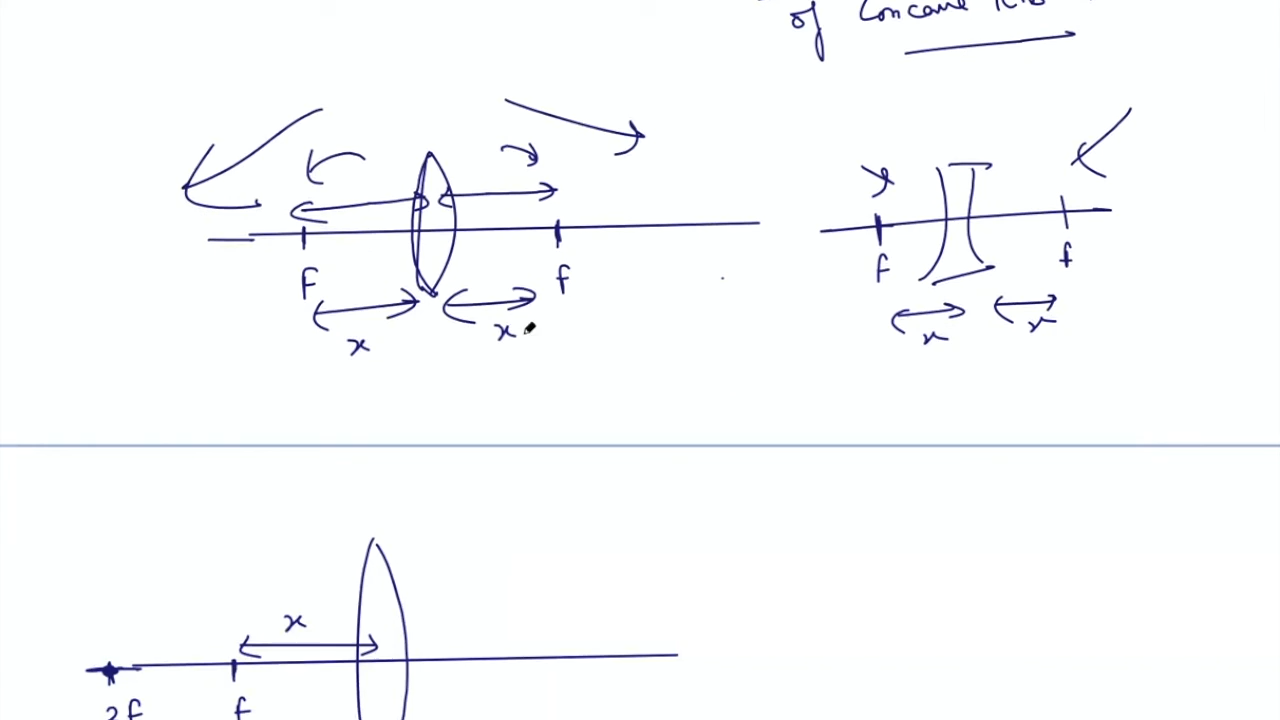 of Concave
F f
x x
f f
x x
x
2f f